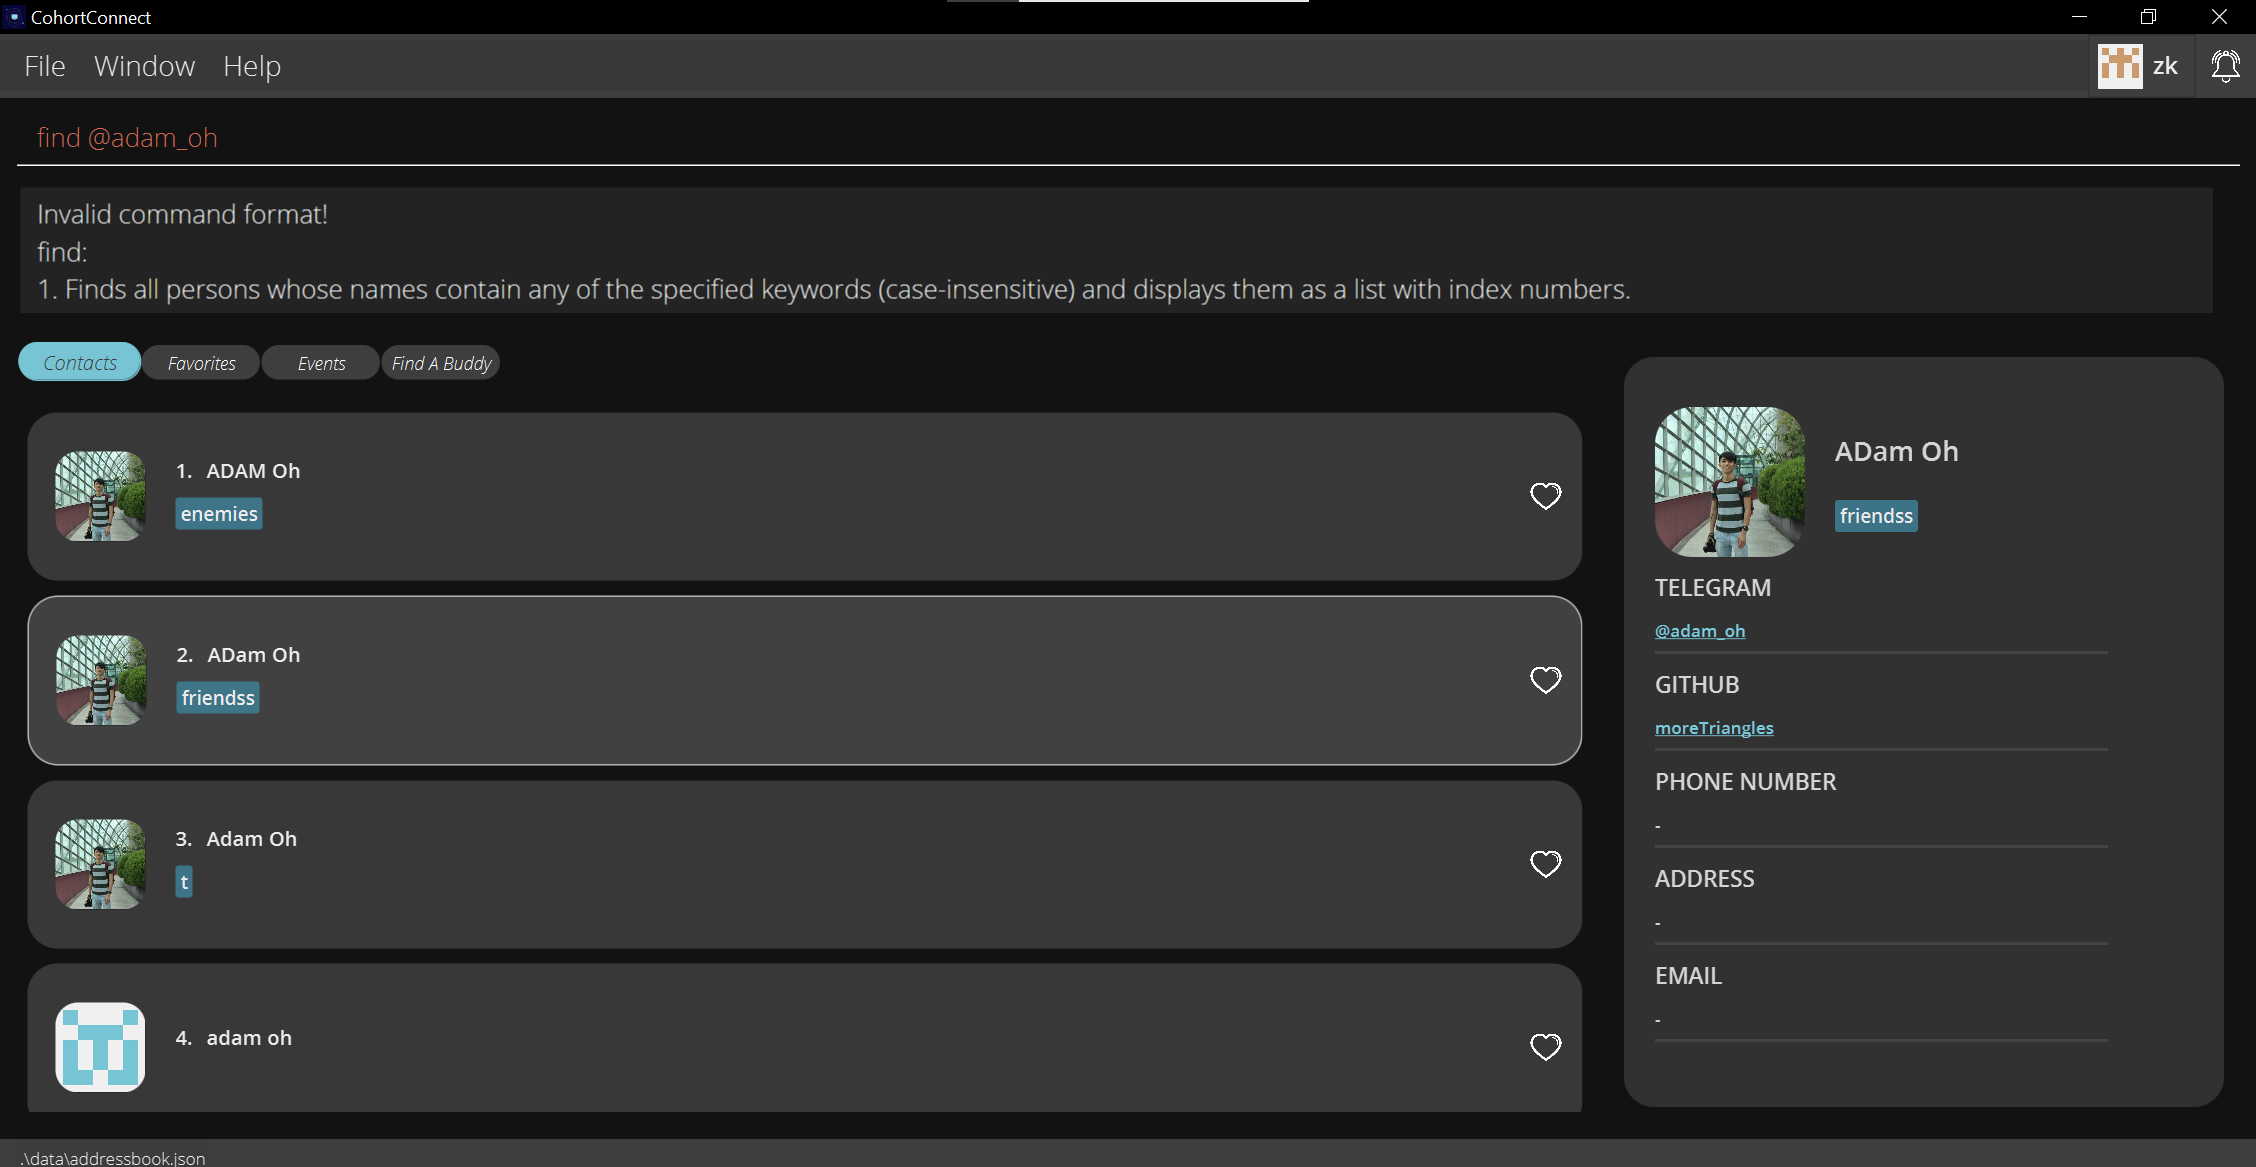 CohortConnect
File Window Help
zk
find @adam_oh
Invalid command format!
find:
1. Finds all persons whose names contain any of the specified keywords (case-insensitive) and displays them as a list with index numbers.
Contacts Favorites Events Find A Buddy
1. ADAM Oh
enemies
2. ADam Oh
friendss
3. Adam Oh
t
4. adam oh
ADam Oh
friendss
TELEGRAM
@adam_oh
GITHUB
moreTriangles
PHONE NUMBER
-
ADDRESS
-
EMAIL
-
.\data\addressbook.json